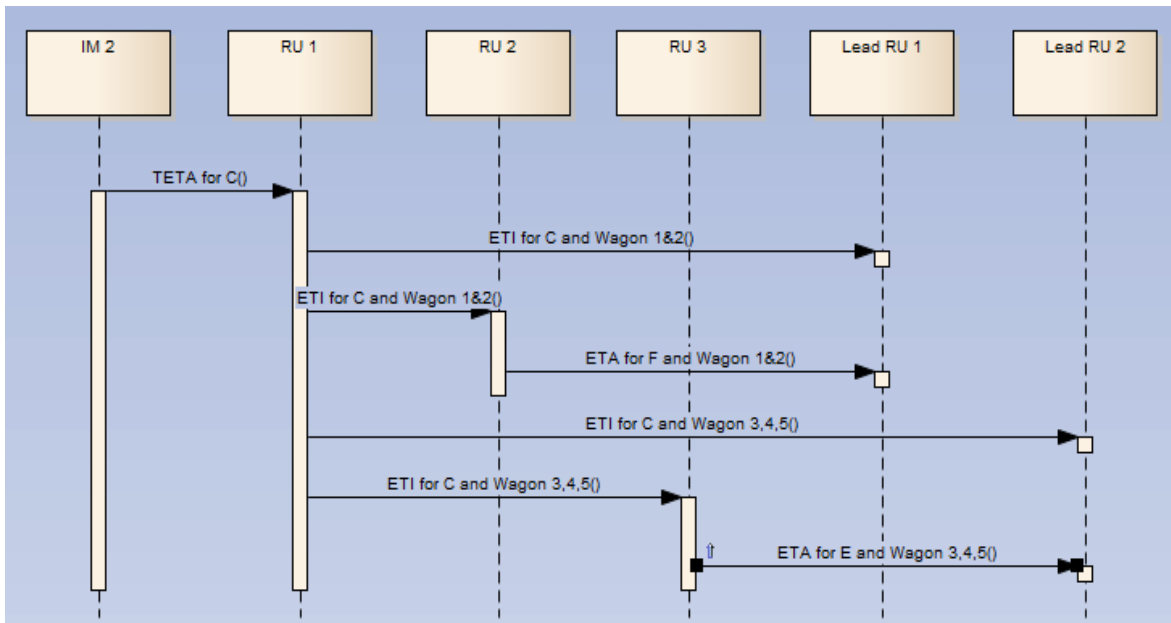 IM 2
RU 1
RU 2
RU 3
Lead RU 1
Lead RU 2
TETA for C()
ETI for C and Wagon 1&2()
ETI for C and Wagon 1&2()
ETA for F and Wagon 1&2()
ETI for C and Wagon 3,4,5()
ETI for C and Wagon 3,4,5()
ETA for E and Wagon 3,4,5()